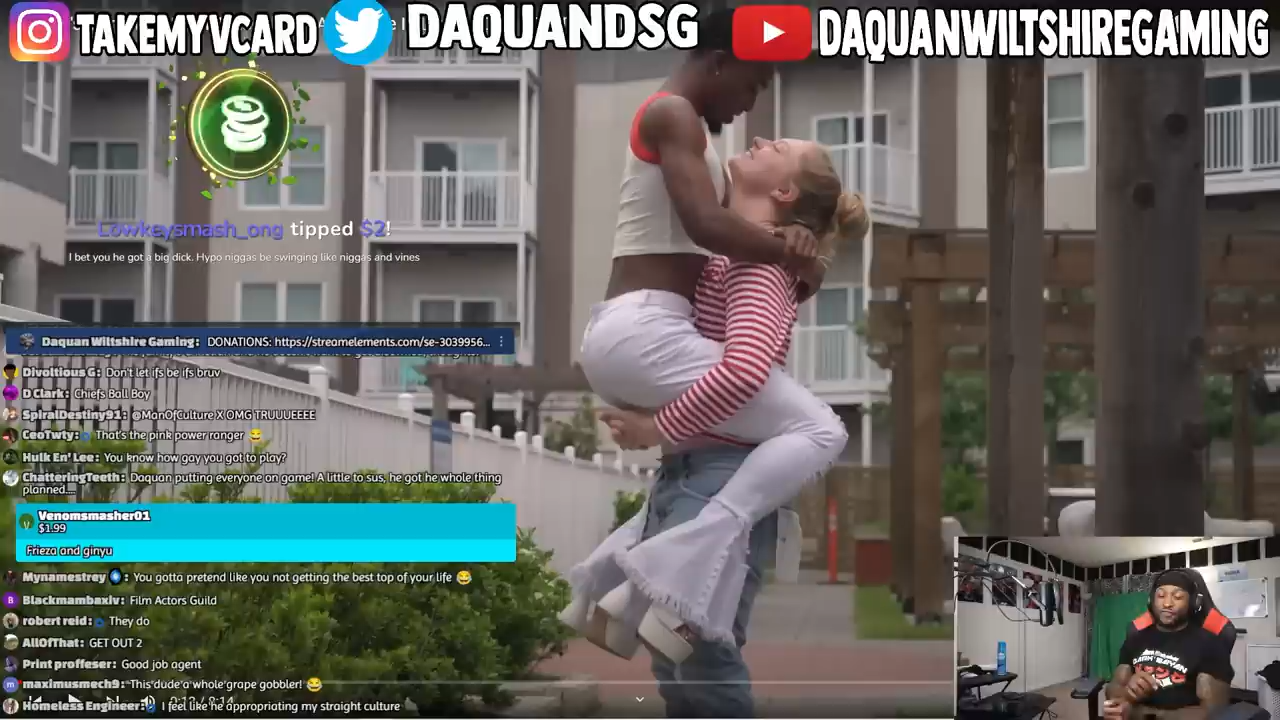 TAKEMYVCARD
DAQUANDSG
DAQUANWILTSHIREGAMING
Lowkeysmash_ong tipped $2!
I bet you he got a big dick. Hypo niggas be swinging like niggas and vines
Daquan Wiltshire Gaming: DONATIONS: https://streamelements.com/se-3039956...
Divoltious G: Don't let ifs be ifs bruv
D Clark: Chiefs Ball Boy
SpiralDestiny91: @ManOfCulture X OMG TRUUUEEEE
CeoTwty: That's the pink power ranger 😂
Hulk En' Lee: You know how gay you got to play?
ChatteringTeeth: Daquan putting everyone on game! A little to sus, he got he whole thing
planned....
Venomsmasher01
$1.99
Frieza and ginyu
Mynamestrey: You gotta pretend like you not getting the best top of your life 😂
Blackmambaxiv: Film Actors Guild
robert reid: They do
AllOfThat: GET OUT 2
Print proffeser: Good job agent
maximusmech9: This dude a whole grape gobbler! 😂
Homeless Engineer: I feel like he appropriating my straight culture